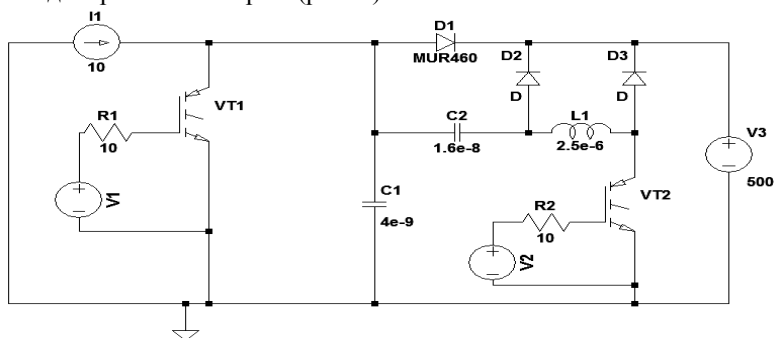 I1
10
R1
10
V1
VT1
D1
MUR460
C2
1.6e-8
C1
4e-9
D2
D
D3
D
L1
2.5e-6
VT2
R2
10
V2
V3
500